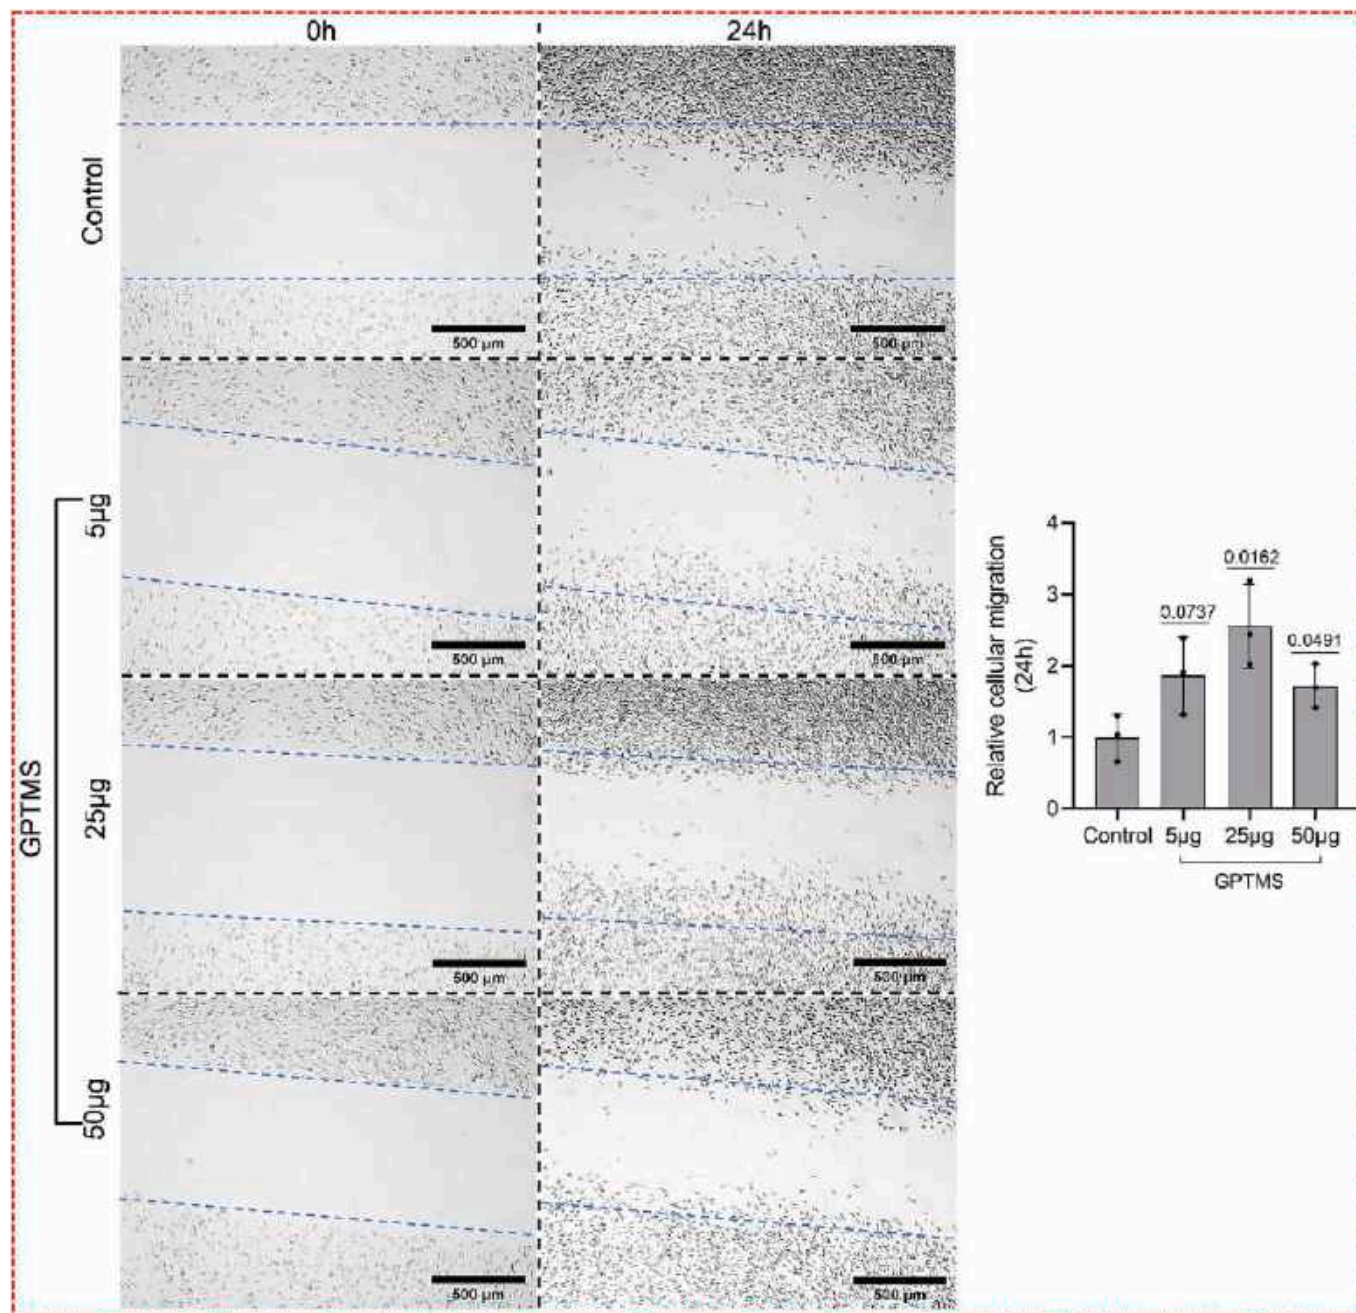 0h
24h
Control
500 µm
500 µm
5µg
500 µm
500 µm
GPTMS
25µg
500 µm
500 µm
50µg
500 µm
500 µm
Relative cellular migration
(24h)
4
3
2
1
0
0.0737
0.0162
0.0491
Control
5µg
25µg
50µg
GPTMS